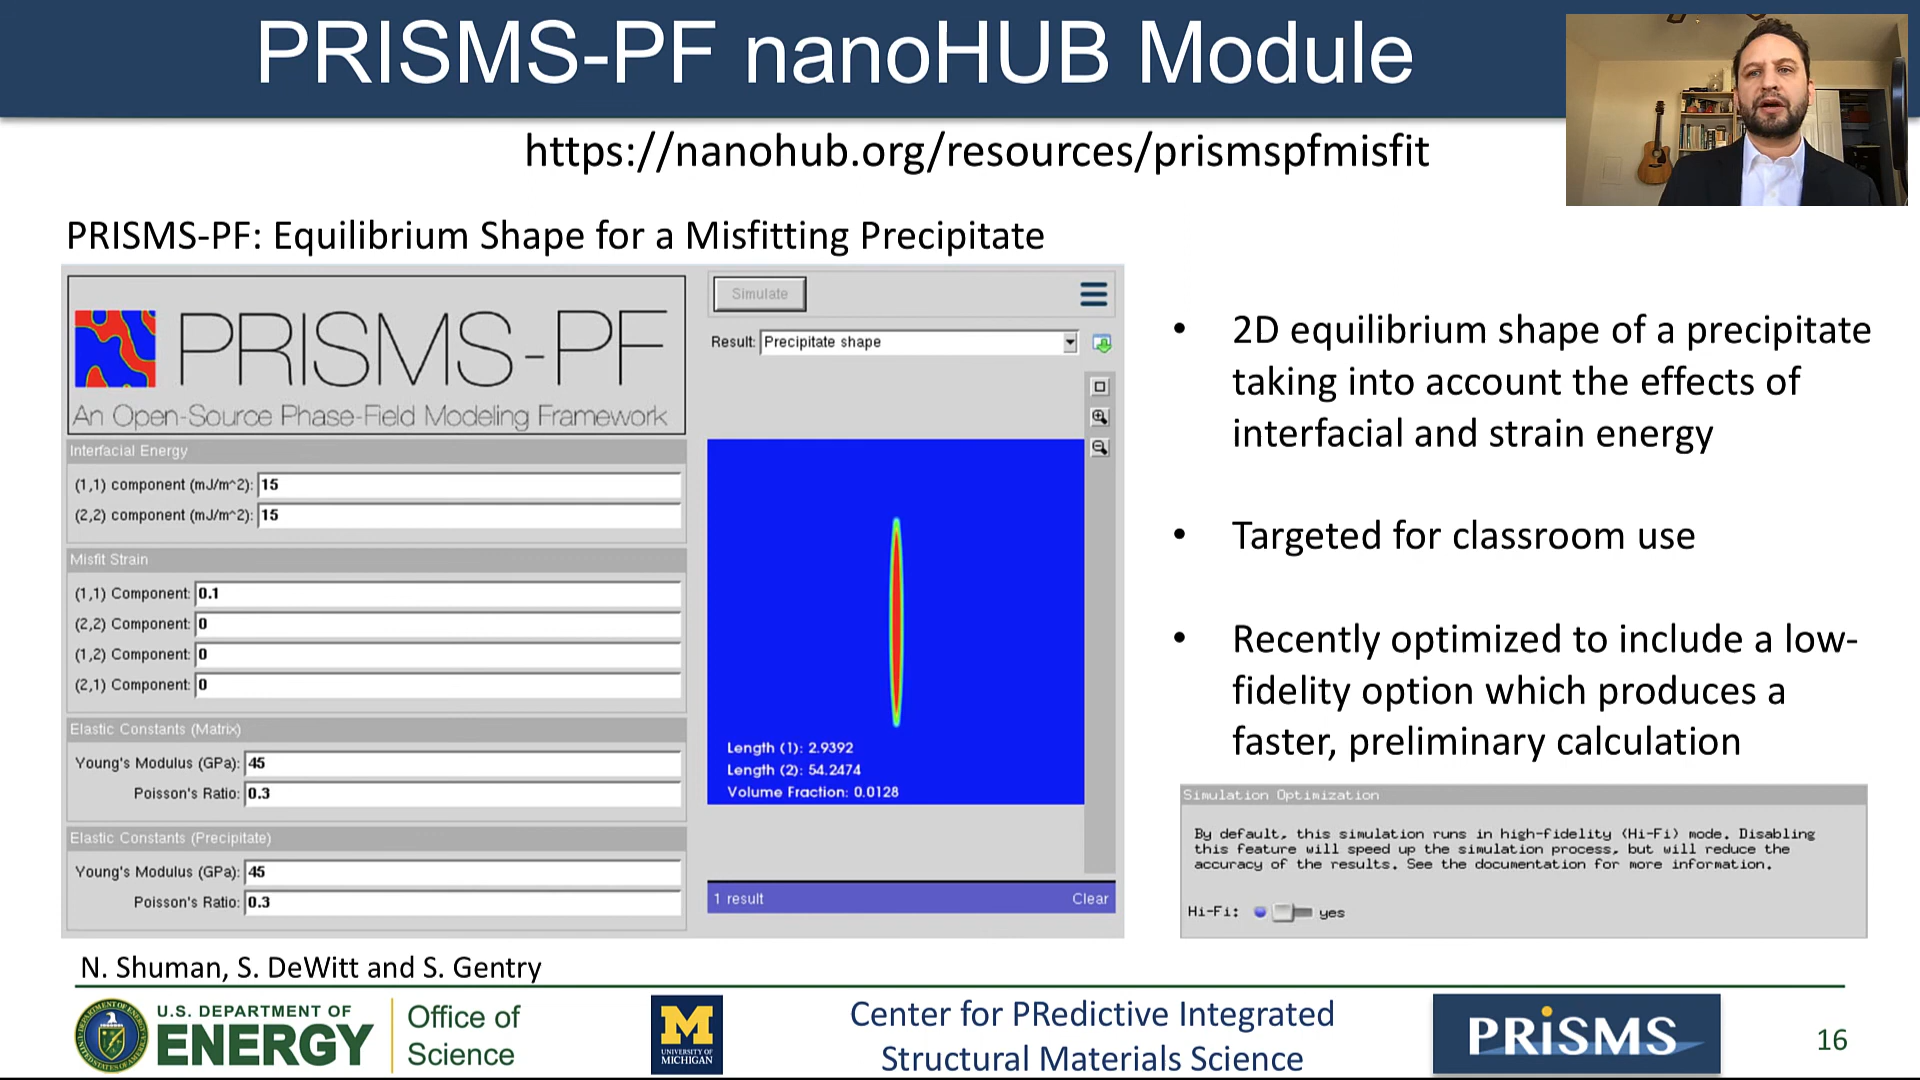 PRISMS-PF nanoHUB Module
https://nanohub.org/resources/prismspfmisfit
PRISMS-PF: Equilibrium Shape for a Misfitting Precipitate
PRISMS-PF
An Open-Source Phase-Field Modeling Framework
Interfacial Energy
(1,1) component (mJ/m^2): 15
(2,2) component (mJ/m^2): 15
Misfit Strain
(1,1) Component: 0.1
(2,2) Component: 0
(1,2) Component: 0
(2,1) Component: 0
Elastic Constants (Matrix)
Young's Modulus (GPa): 45
Poisson's Ratio: 0.3
Elastic Constants (Precipitate)
Young's Modulus (GPa): 45
Poisson's Ratio: 0.3
Simulate
Result: Precipitate shape
Length (1): 2.9392
Length (2): 54.2474
Volume Fraction: 0.0128
1 result
Clear
• 2D equilibrium shape of a precipitate
taking into account the effects of
interfacial and strain energy
• Targeted for classroom use
• Recently optimized to include a low-
fidelity option which produces a
faster, preliminary calculation
Simulation Optimization
By default, this simulation runs in high-fidelity (Hi-Fi) mode. Disabling
this feature will speed up the simulation process, but will reduce the
accuracy of the results. See the documentation for more information.
Hi-Fi: yes
N. Shuman, S. DeWitt and S. Gentry
U.S. DEPARTMENT OF
ENERGY
Office of
Science
M
UNIVERSITY OF
MICHIGAN
Center for PRedictive Integrated
Structural Materials Science
PRiSMS
16